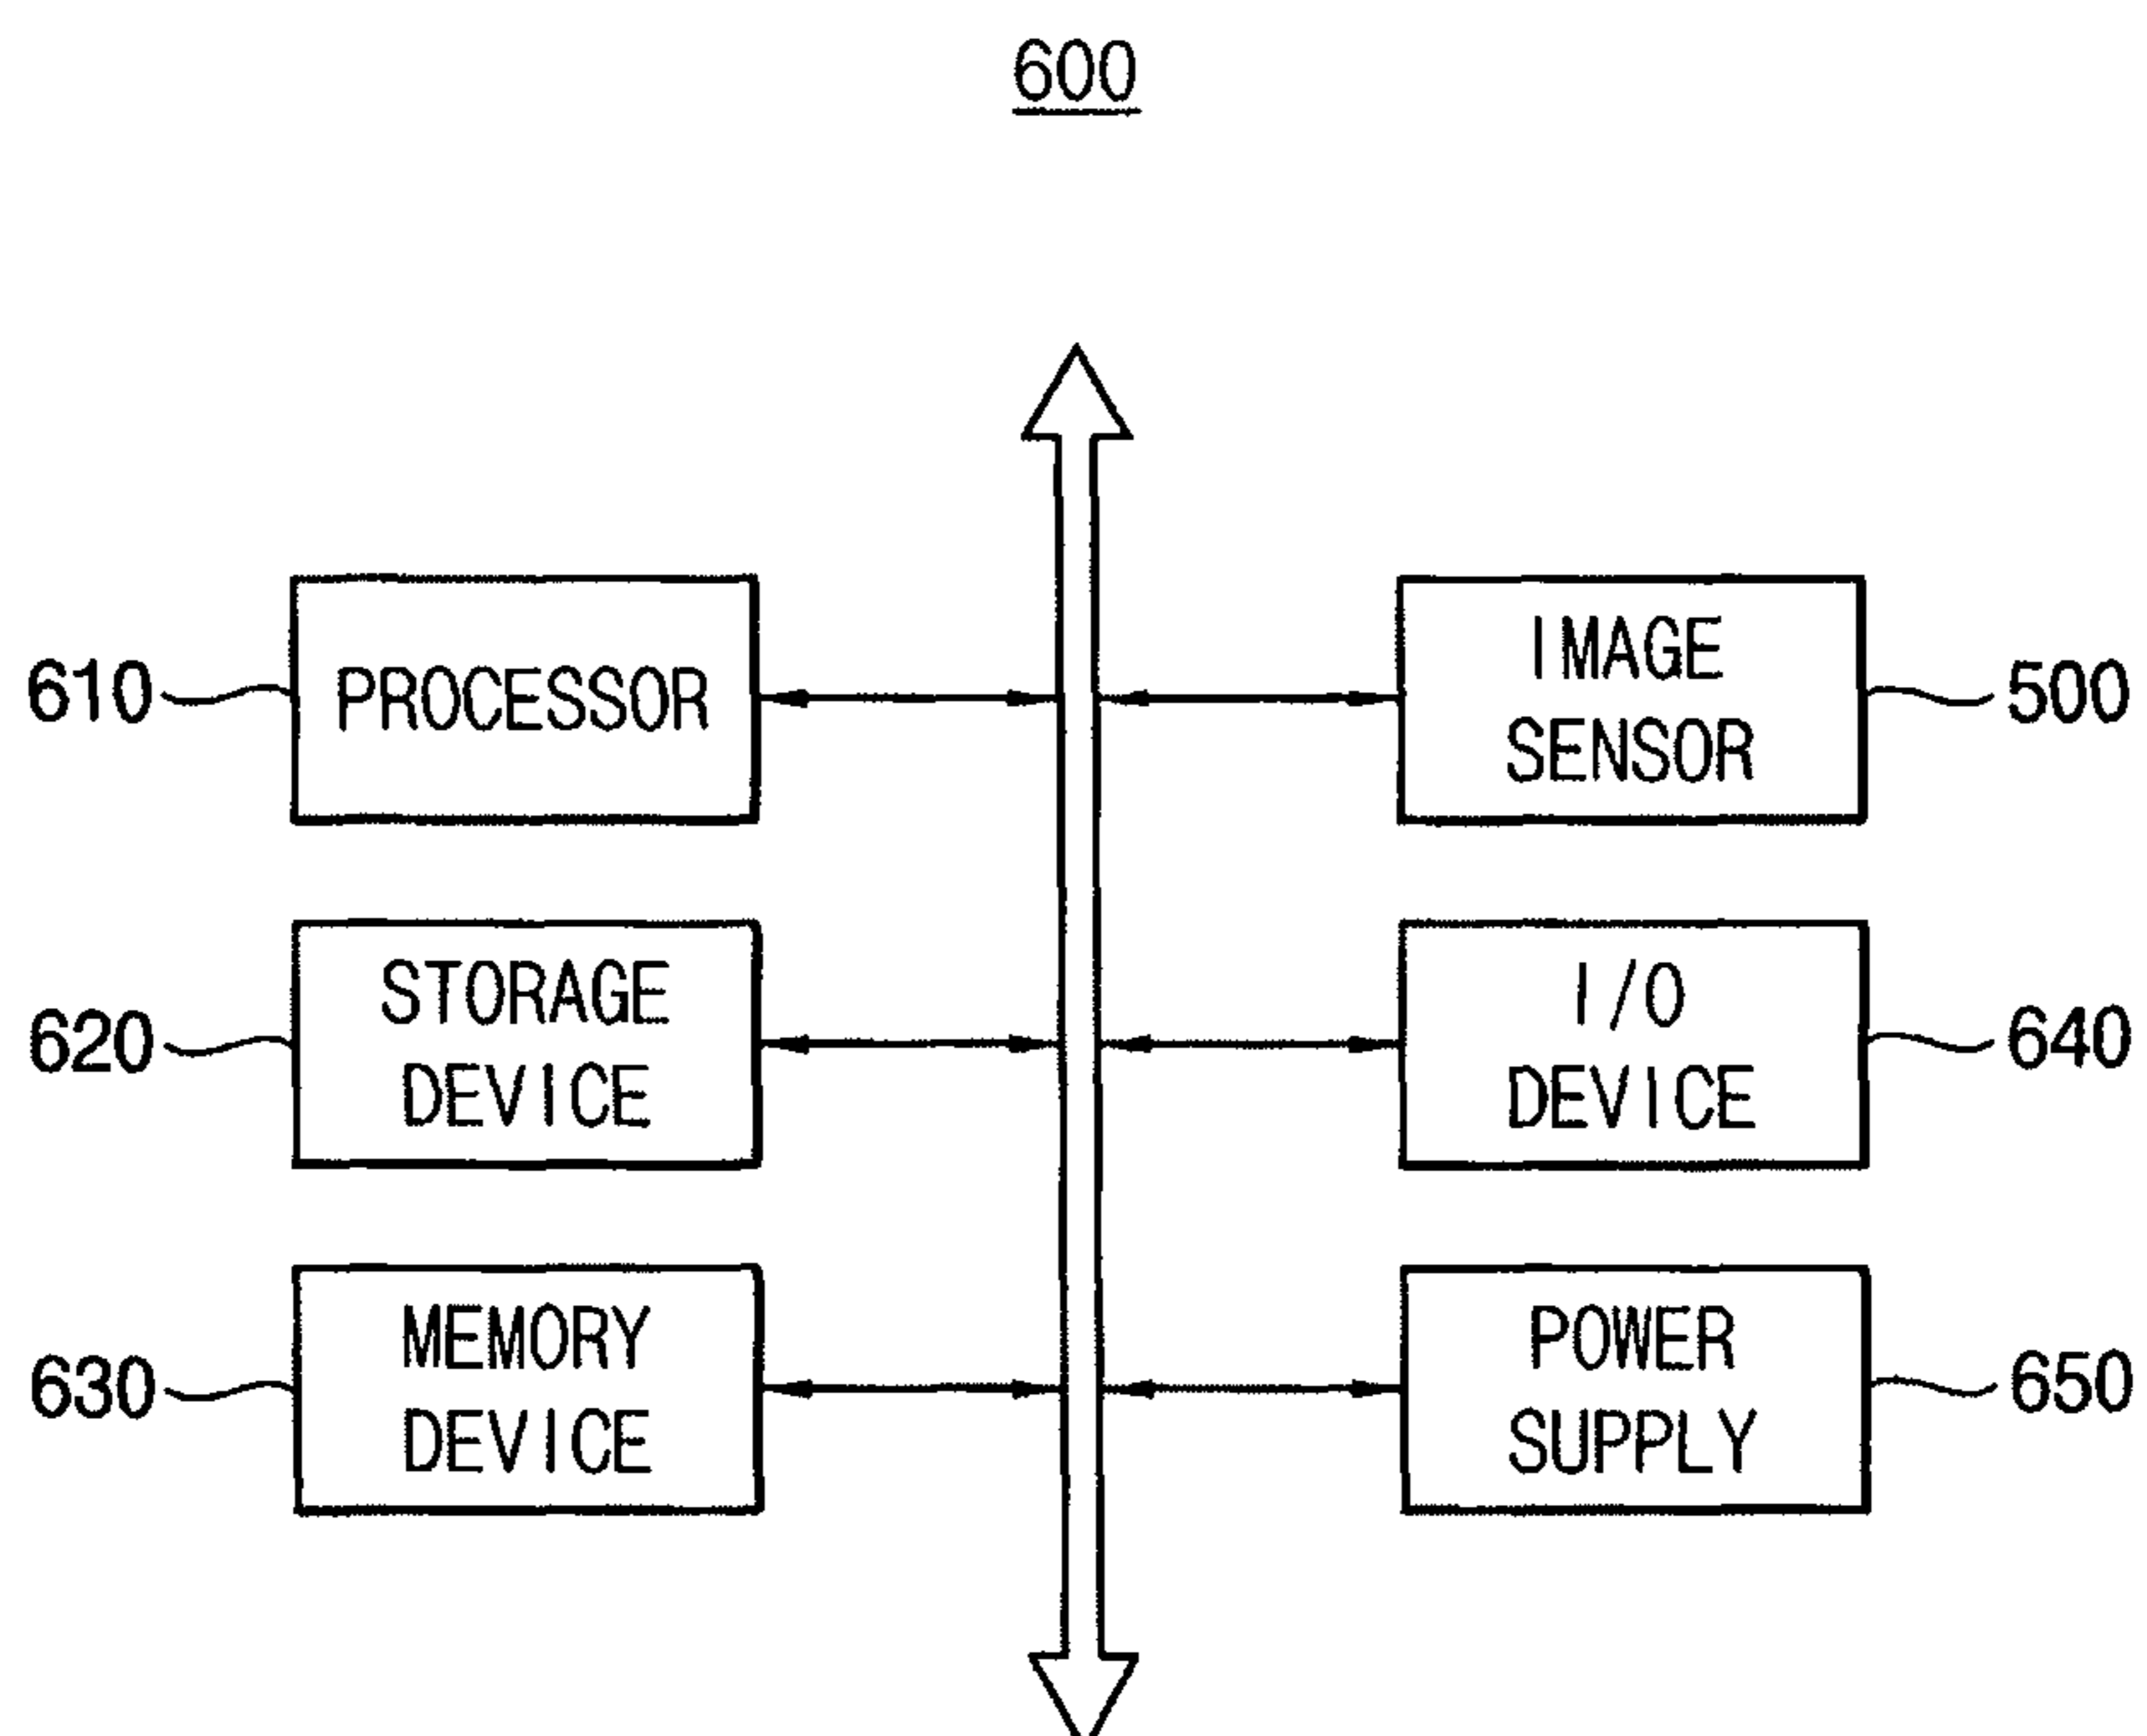 600
610
PROCESSOR
IMAGE
SENSOR
500
620
STORAGE
DEVICE
I/O
DEVICE
640
630
MEMORY
DEVICE
POWER
SUPPLY
650